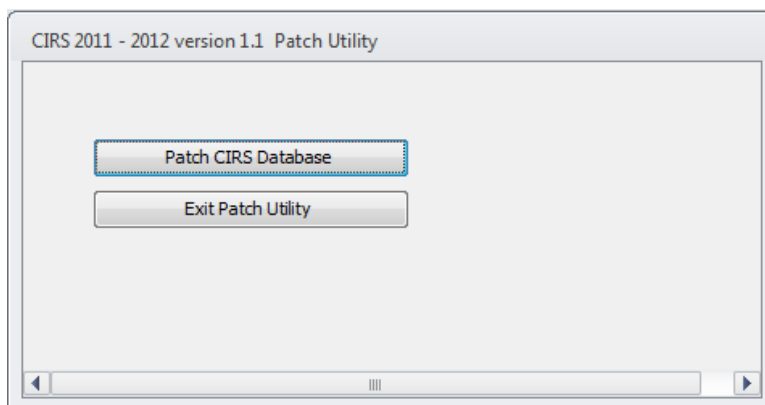 CIRS 2011 - 2012 version 1.1 Patch Utility
Patch CIRS Database
Exit Patch Utility